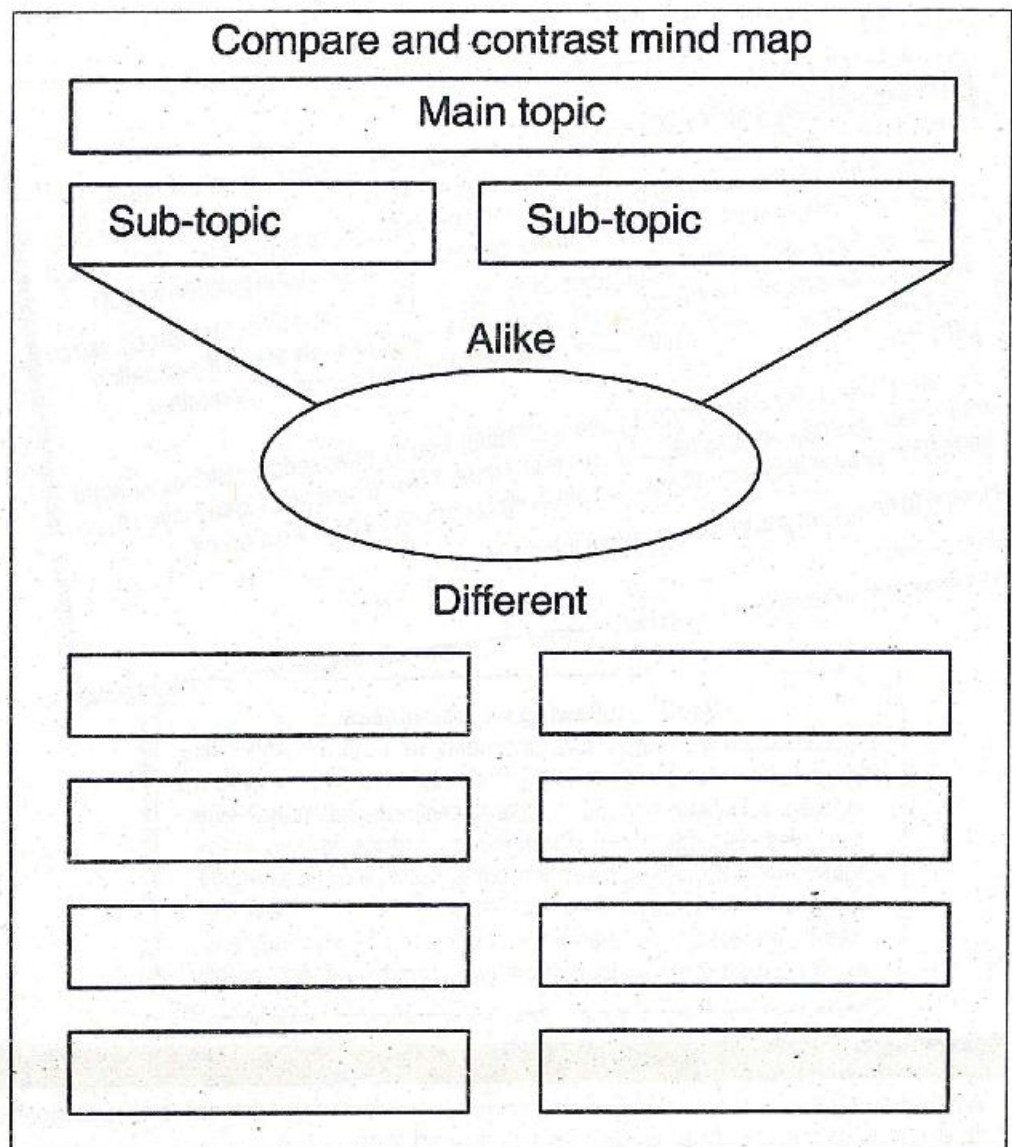 Compare and contrast mind map
Main topic
Sub-topic Sub-topic
Alike
Different